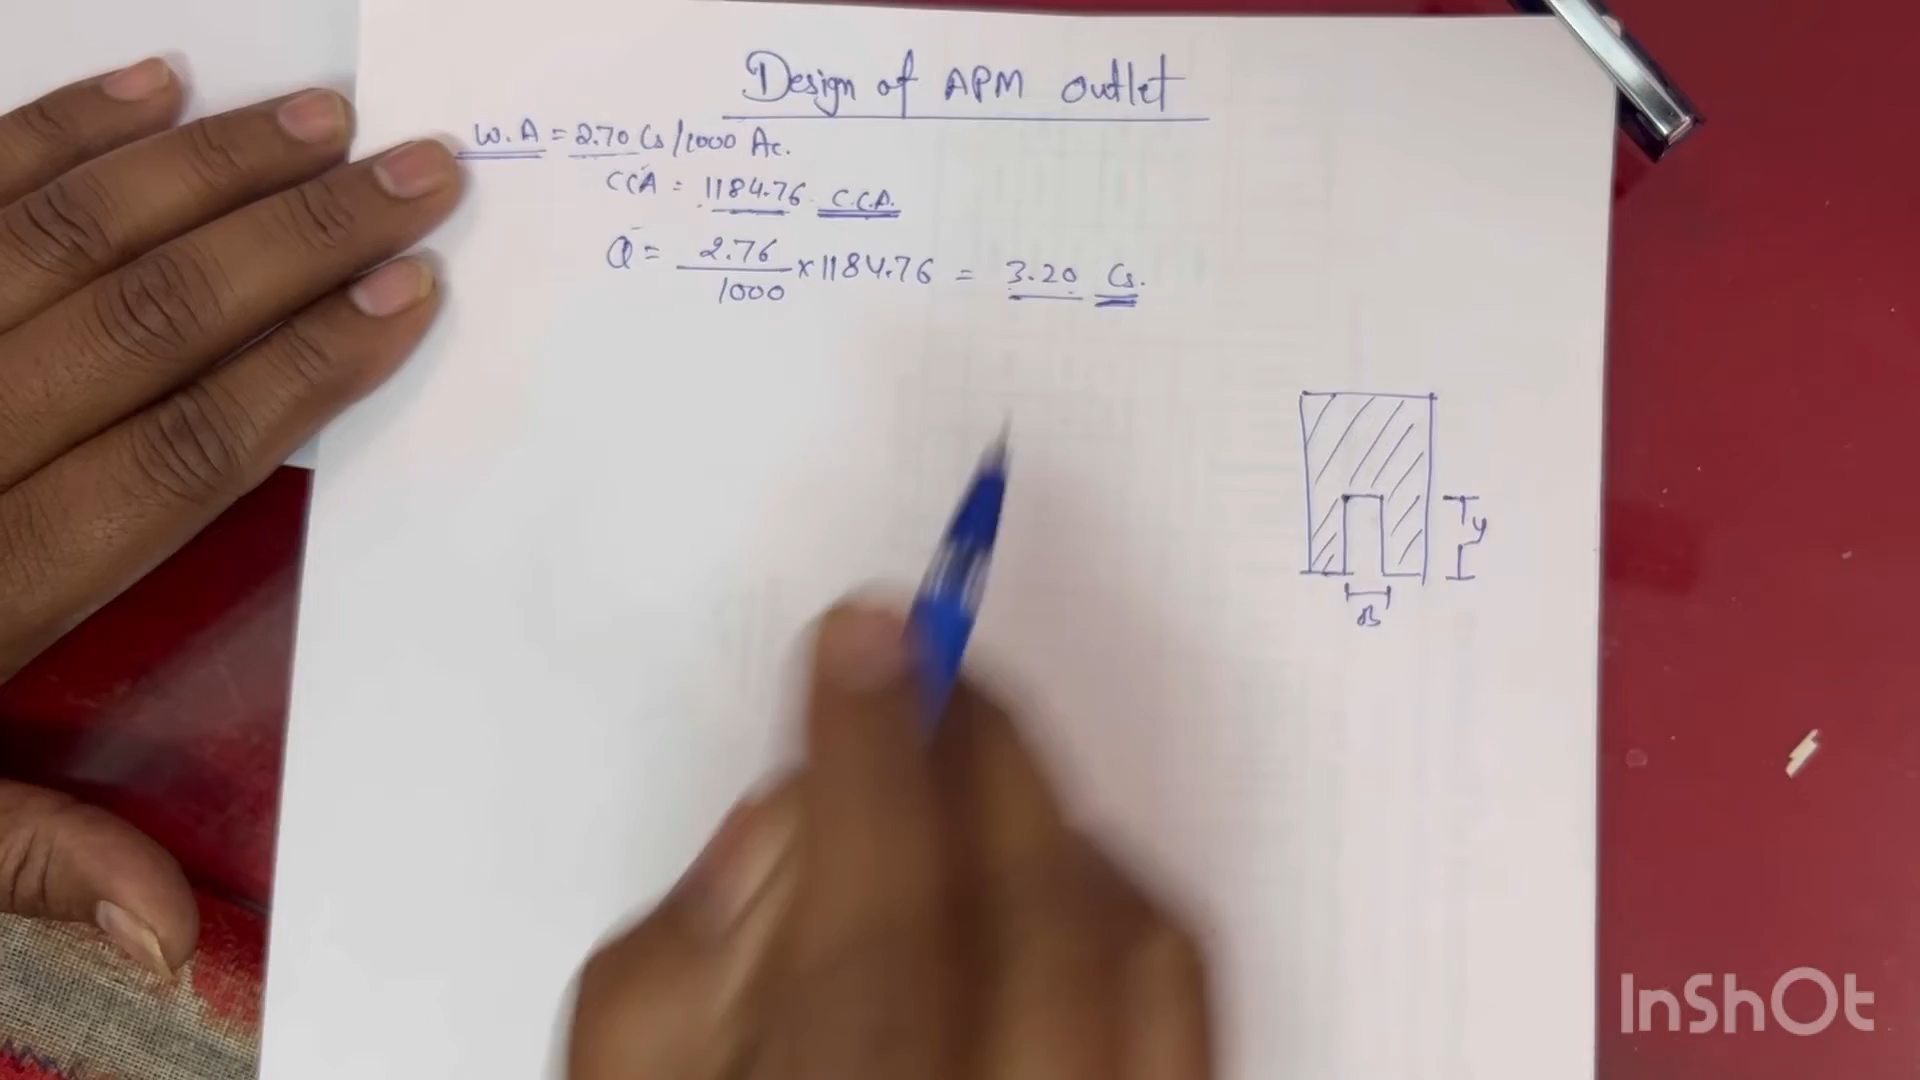 Design of APM outlet
W.A = 2.70 Cs/1000 Ac.
CCA = 1184.76 C.C.A.
Q = 2.76/1000 x 1184.76 = 3.20 Cs.
y
B
InShOt